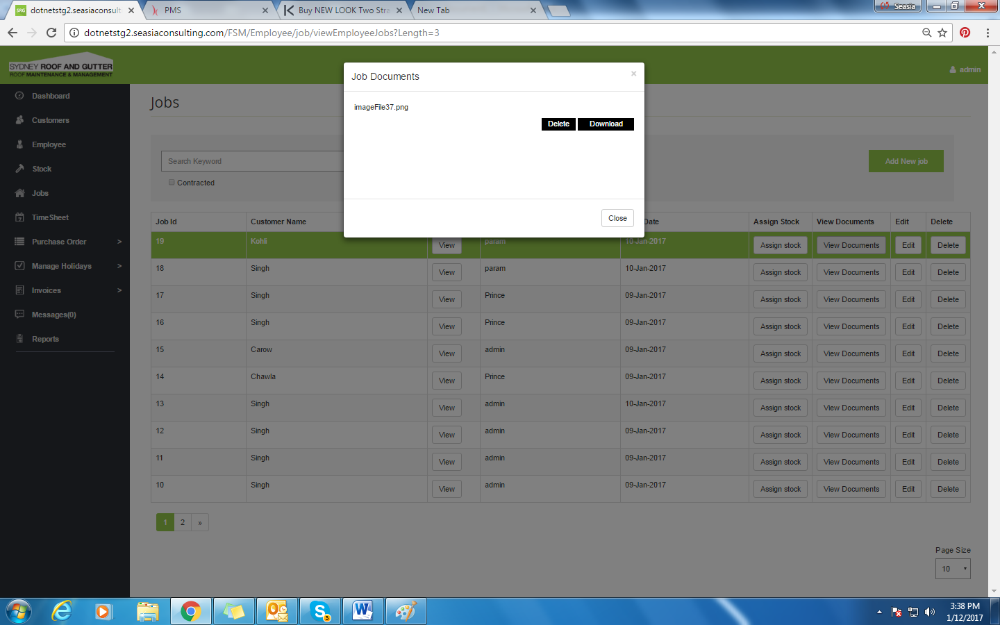 dotnetstg2.seasiaconsult
PMS
Buy NEW LOOK Two Stra
New Tab
Seasia
dotnetstg2.seasiaconsulting.com/FSM/Employee/job/viewEmployeeJobs?Length=3
SYDNEY ROOF AND GUTTER
ROOF MAINTENANCE & MANAGEMENT
admin
Dashboard
Customers
Employee
Stock
Jobs
TimeSheet
Purchase Order >
Manage Holidays >
Invoices >
Messages(0)
Reports
Jobs
Search Keyword
Contracted
Add New job
Job Documents ×
imageFile37.png
Delete Download
Close
Job Id Customer Name Date Assign Stock View Documents Edit Delete
19 Kohli View param 10-Jan-2017 Assign stock View Documents Edit Delete
18 Singh View param 10-Jan-2017 Assign stock View Documents Edit Delete
17 Singh View Prince 09-Jan-2017 Assign stock View Documents Edit Delete
16 Singh View Prince 09-Jan-2017 Assign stock View Documents Edit Delete
15 Carow View admin 09-Jan-2017 Assign stock View Documents Edit Delete
14 Chawla View Prince 09-Jan-2017 Assign stock View Documents Edit Delete
13 Singh View admin 10-Jan-2017 Assign stock View Documents Edit Delete
12 Singh View admin 09-Jan-2017 Assign stock View Documents Edit Delete
11 Singh View admin 09-Jan-2017 Assign stock View Documents Edit Delete
10 Singh View admin 09-Jan-2017 Assign stock View Documents Edit Delete
1 2 »
Page Size
10
3:38 PM
1/12/2017